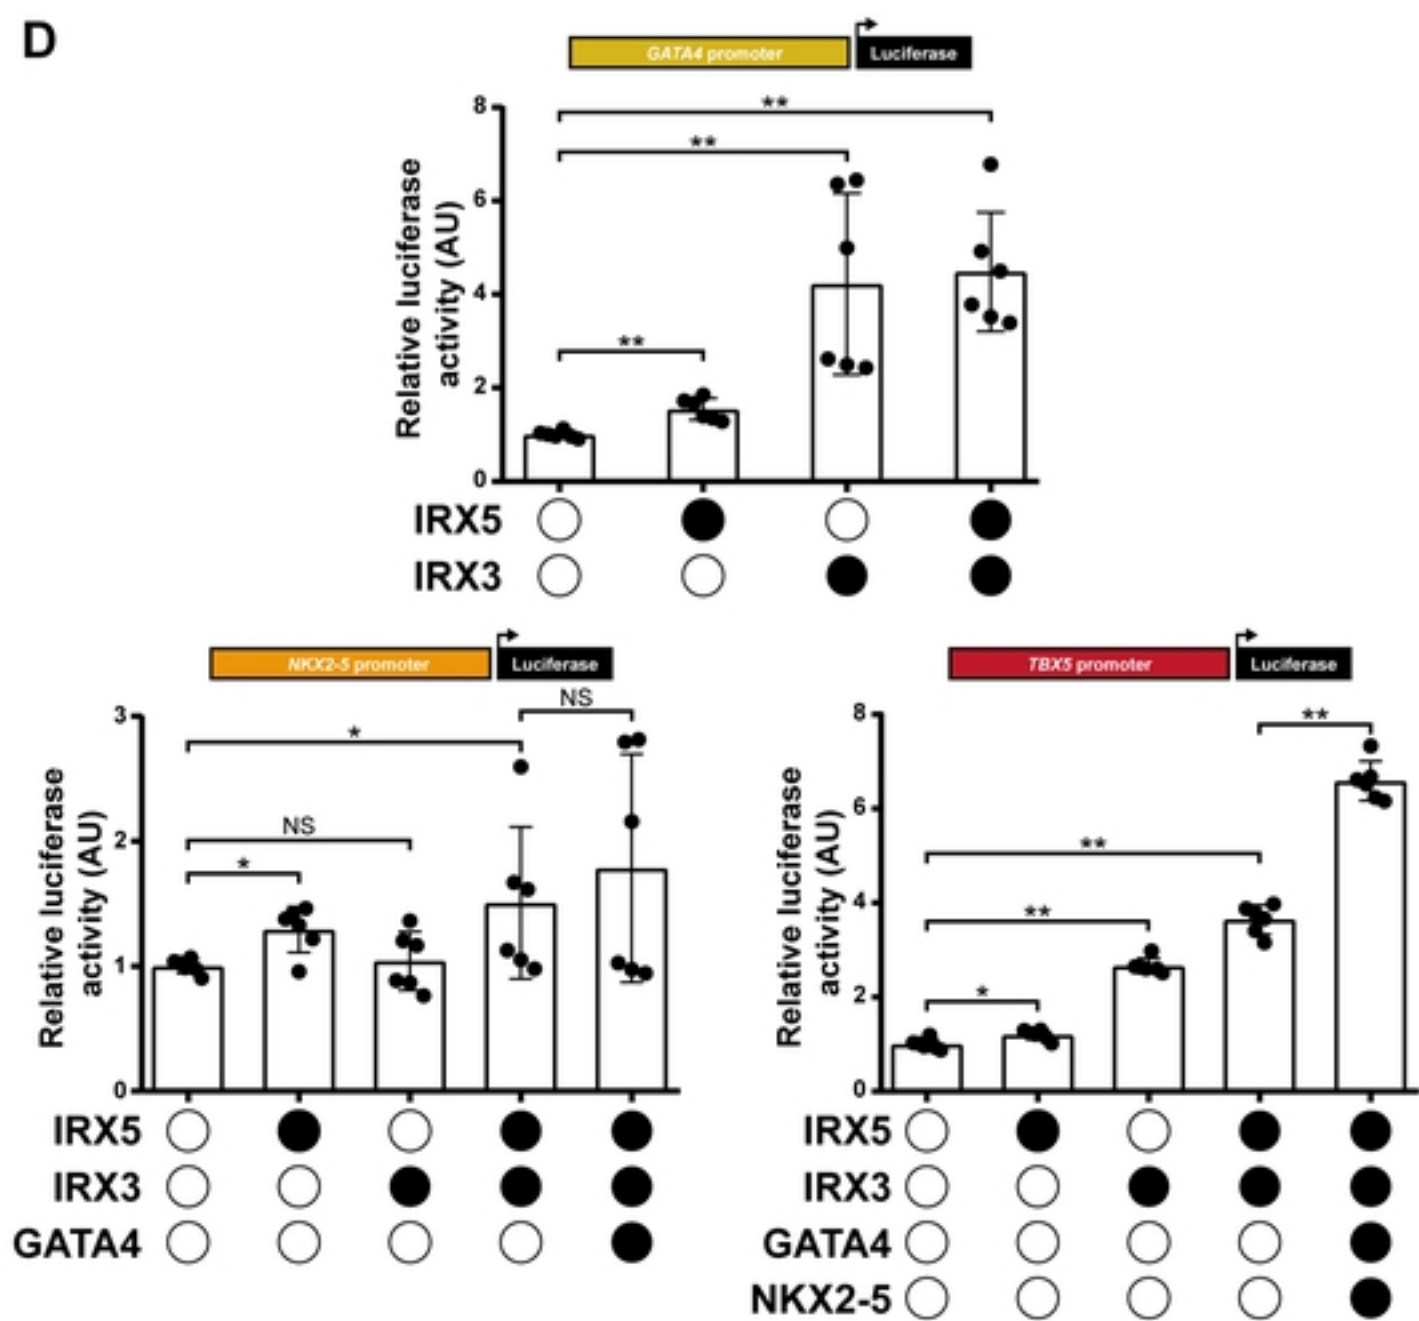 D
GATA4 promoter Luciferase
Relative luciferase
activity (AU)
8
6
4
2
0
**
**
**
IRX5
IRX3
NKX2-5 promoter Luciferase
Relative luciferase
activity (AU)
3
2
1
0
NS
*
NS
*
IRX5
IRX3
GATA4
TBX5 promoter Luciferase
Relative luciferase
activity (AU)
8
6
4
2
0
**
**
**
*
IRX5
IRX3
GATA4
NKX2-5